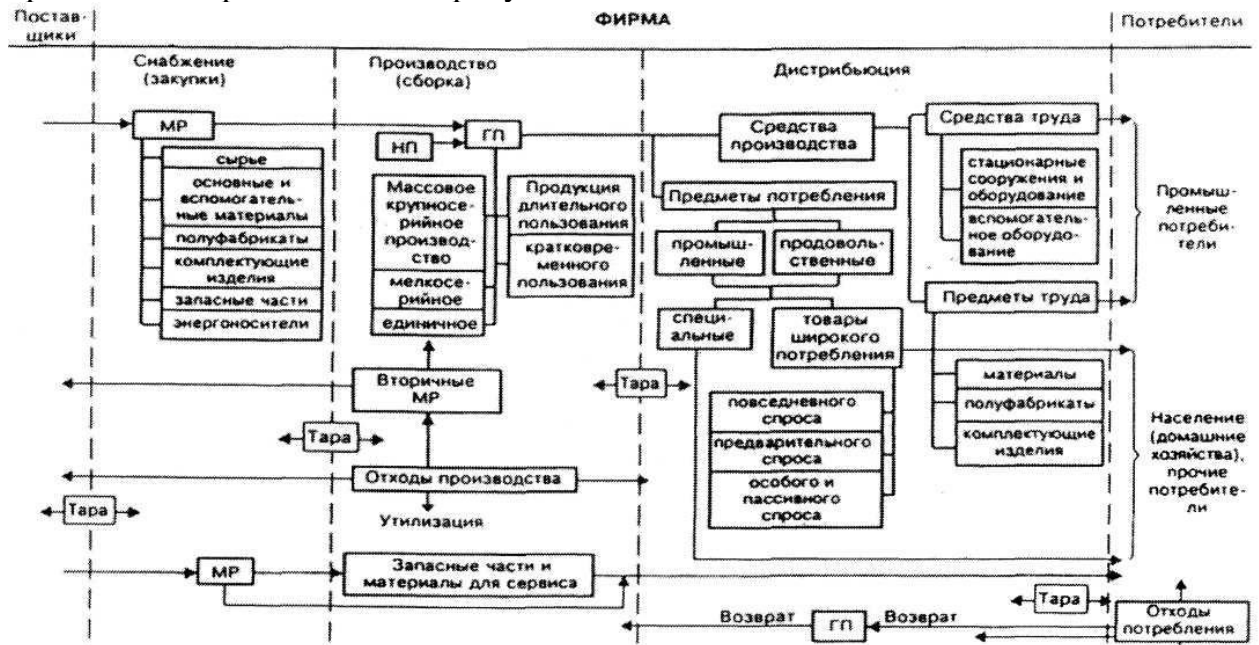 Постав-
щики
ФИРМА
Потребители
Снабжение
(закупки)
Производство
(сборка)
Дистрибьюция
МР
сырье
основные и
вспомогатель-
ные материалы
полуфабрикаты
комплектующие
изделия
запасные части
энергоносители
НП
ГП
Массовое
крупносе-
рийное
производ-
ство
мелкосе-
рийное
единичное
Продукция
длительного
пользования
кратковре-
менного
пользования
Средства
производства
Предметы потребления
промыш-
ленные
продоволь-
ственные
специ-
альные
товары
широкого
потребления
повседневного
спроса
предварительного
спроса
особого и
пассивного
спроса
Средства труда
стационарные
сооружения и
оборудование
вспомогатель-
ное оборудо-
вание
Предметы труда
материалы
полуфабрикаты
комплектующие
изделия
Промыш-
ленные
потреби-
тели
Население
(домашние
хозяйства),
прочие
потребите-
ли
Вторичные
МР
Тара
Тара
Отходы производства
Тара
Утилизация
МР
Запасные части и
материалы для сервиса
Тара
Возврат
ГП
Возврат
Отходы
потребления